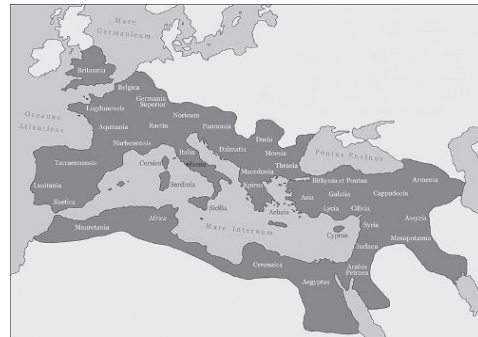 Mare
Germanicum
Britannia
Oceanus
Atlanticus
Belgica
Germania
Superior
Lugdunensis
Noricum
Aquitania
Raetia
Pannonia
Narbonensis
Dacia
Italia
Dalmatia
Moesia
Pontus Euxinus
Tarraconensis
Corsica
Roma
Thracia
Macedonia
Lusitania
Sardinia
Epirus
Bithynia et Pontus
Armenia
Baetica
Asia
Galatia
Cappadocia
Sicilia
Achaia
Lycia
Cilicia
Assyria
Mauretania
Africa
Mare Internum
Cyprus
Syria
Mesopotamia
Iudaea
Cyrenaica
Arabia
Petraea
Aegyptus